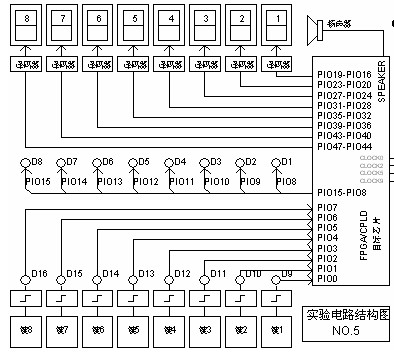 8 7 6 5 4 3 2 1
扬声器
译码器 译码器 译码器 译码器 译码器 译码器 译码器 译码器
SPEAKER
PIO19-PIO16
PIO23-PIO20
PIO27-PIO24
PIO31-PIO28
PIO35-PIO32
PIO39-PIO36
PIO43-PIO40
PIO47-PIO44
CLOCK0
CLOCK2
CLOCK5
CLOCK9
D8 D7 D6 D5 D4 D3 D2 D1
PIO15 PIO14 PIO13 PIO12 PIO11 PIO10 PIO9 PIO8
PIO15-PIO8
PIO7
PIO6
PIO5
PIO4
PIO3
PIO2
PIO1
PIO0
FPGA/CPLD
目标芯片
D16 D15 D14 D13 D12 D11 D10 D9
键8 键7 键6 键5 键4 键3 键2 键1
实验电路结构图
NO.5